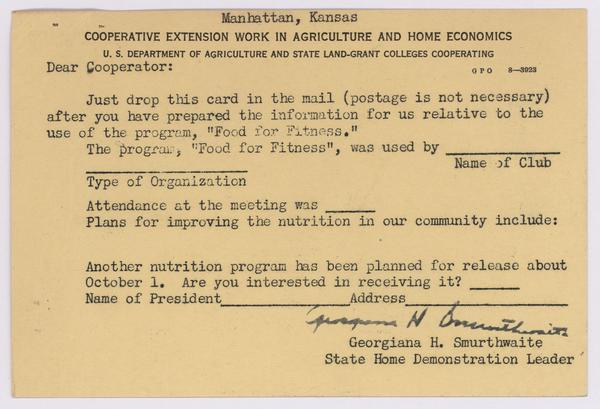 Manhattan, Kansas
COOPERATIVE EXTENSION WORK IN AGRICULTURE AND HOME ECONOMICS
U. S. DEPARTMENT OF AGRICULTURE AND STATE LAND-GRANT COLLEGES COOPERATING
Dear Cooperator: GPO 8—3923
Just drop this card in the mail (postage is not necessary)
after you have prepared the information for us relative to the
use of the program, "Food for Fitness."
The program, "Food for Fitness", was used by
Name of Club
Type of Organization
Attendance at the meeting was
Plans for improving the nutrition in our community include:
Another nutrition program has been planned for release about
October 1. Are you interested in receiving it?
Name of President Address
Georgiana H Smurthwaite
Georgiana H. Smurthwaite
State Home Demonstration Leader